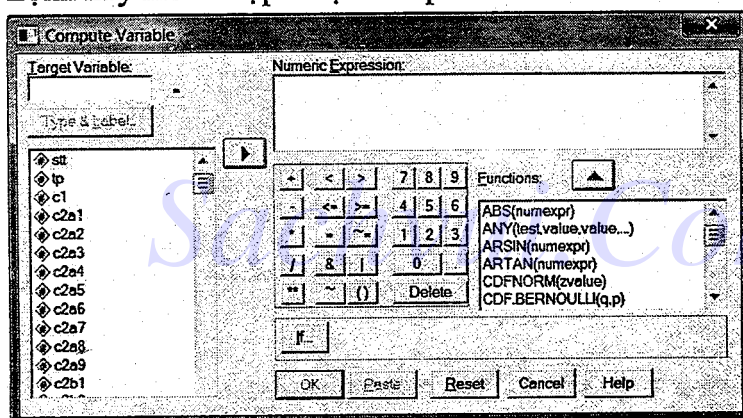 Compute Variable
Target Variable:
=
Numeric Expression:
Type & Label...
stt
tp
c1
c2a1
c2a2
c2a3
c2a4
c2a5
c2a6
c2a7
c2a8
c2a9
c2b1
+ < > 7 8 9
- <= >= 4 5 6
* = ~= 1 2 3
/ & | 0 .
** ~ () Delete
Functions:
ABS(numexpr)
ANY(test,value,value,...)
ARSIN(numexpr)
ARTAN(numexpr)
CDFNORM(zvalue)
CDF.BERNOULLI(q,p)
If...
OK Paste Reset Cancel Help